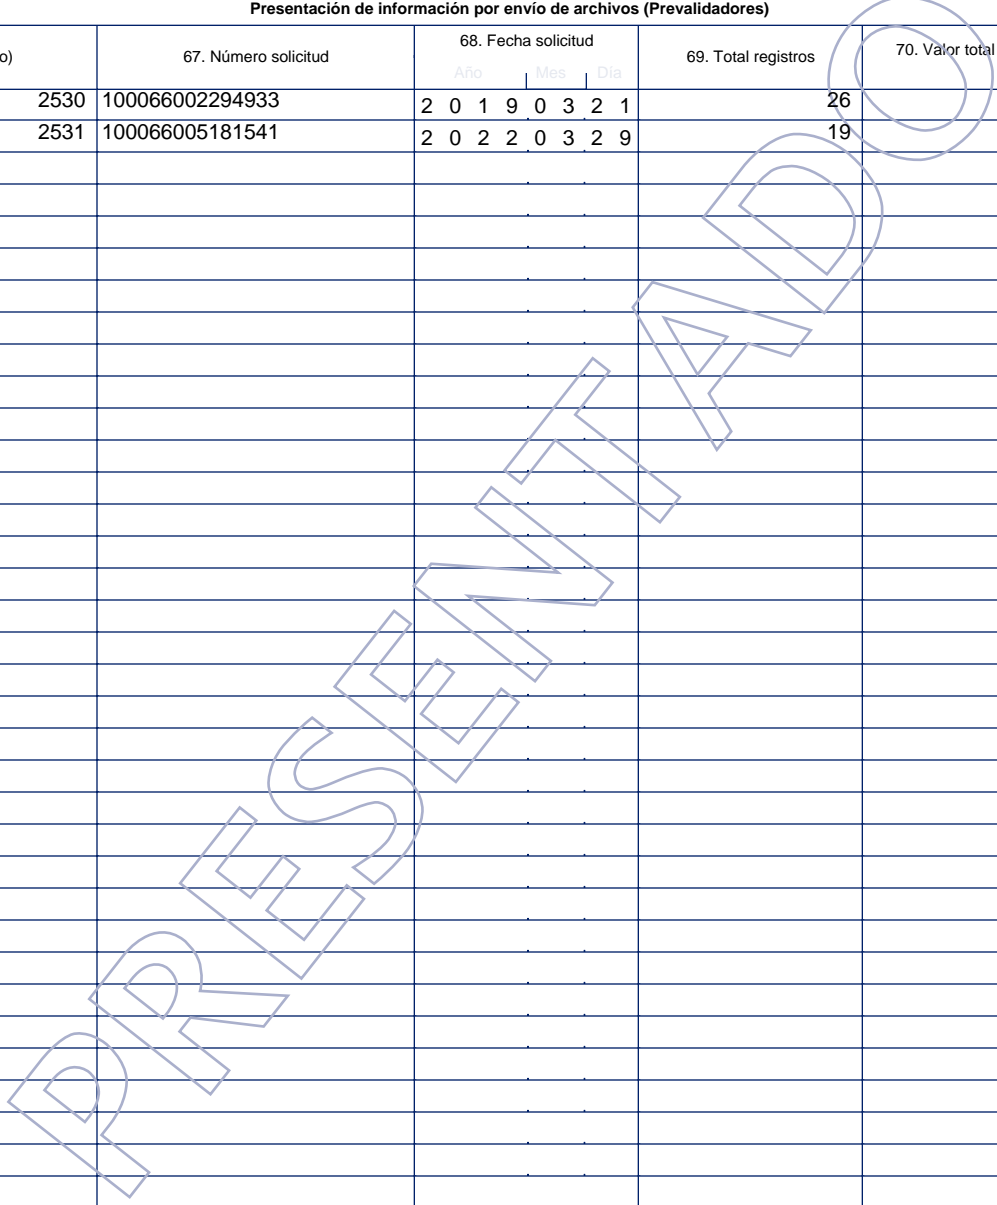 Presentación de información por envío de archivos (Prevalidadores)
o) 67. Número solicitud 68. Fecha solicitud 69. Total registros 70. Valor total
Año Mes Día
2530 100066002294933 2 0 1 9 0 3 2 1 26
2531 100066005181541 2 0 2 2 0 3 2 9 19
PRESENTADO